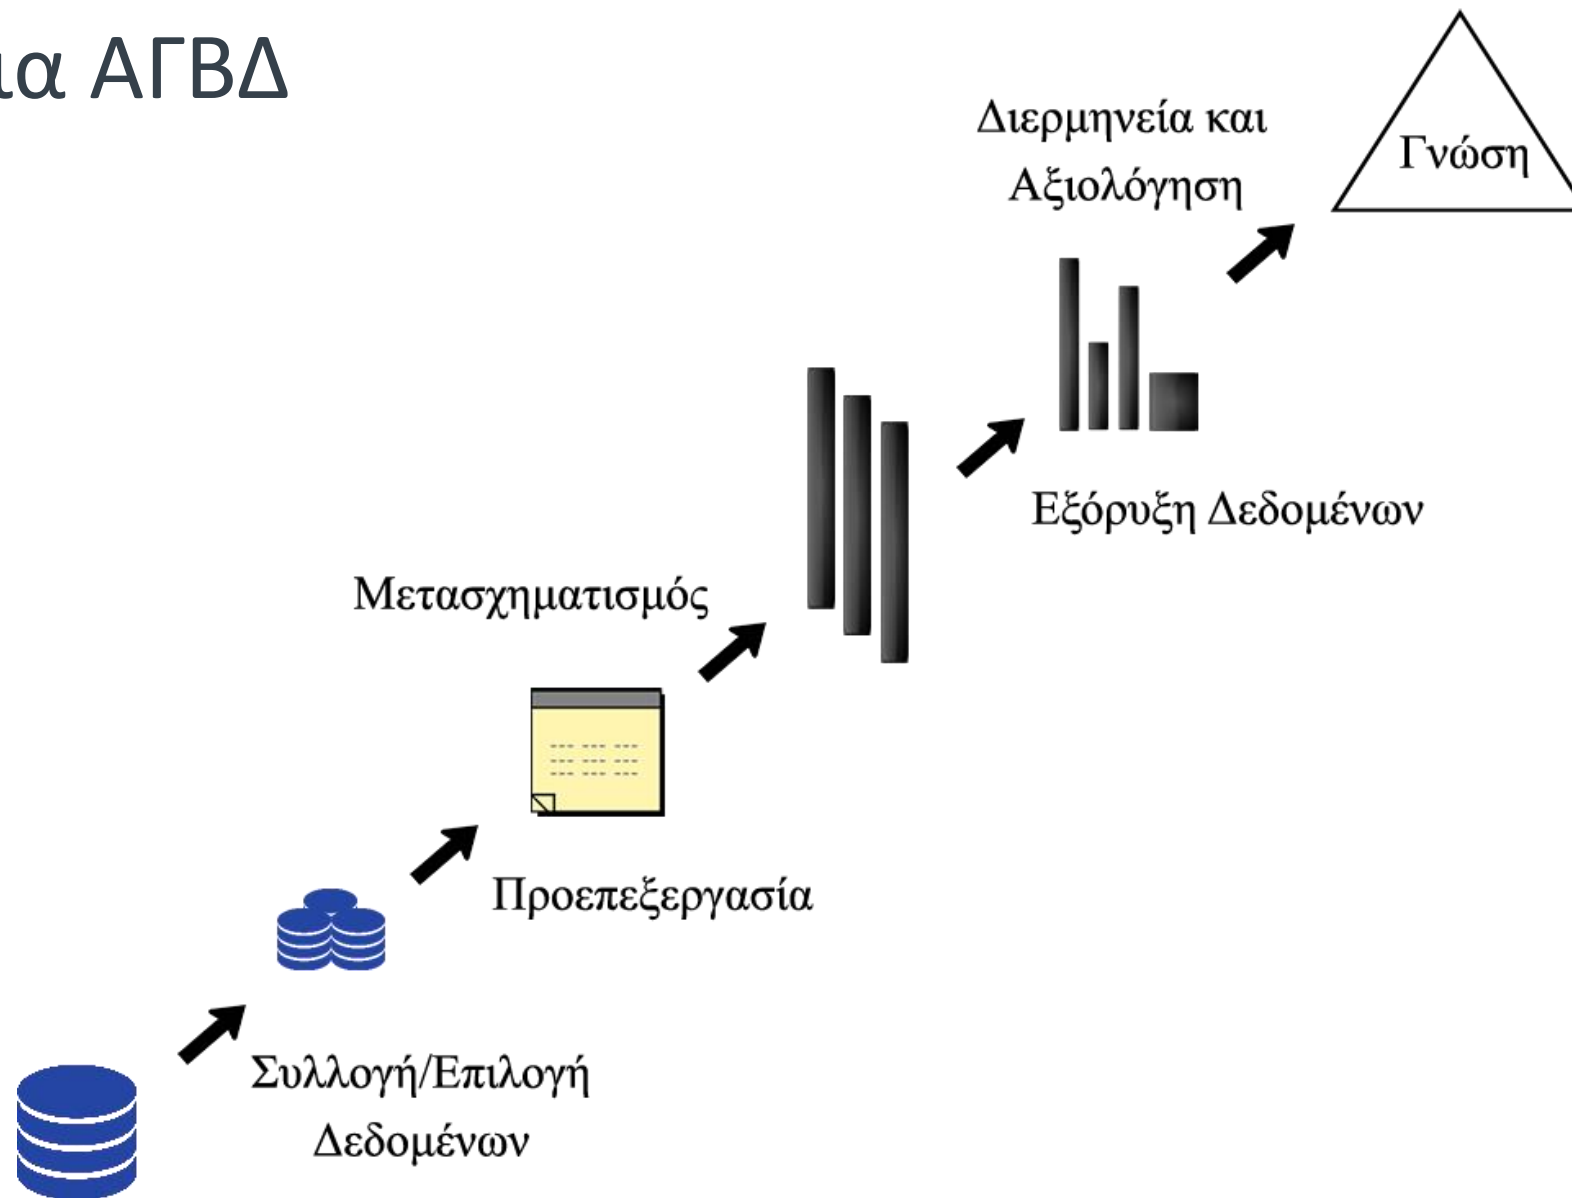 ια ΑΓΒΔ
Διερμηνεία και
Αξιολόγηση
Γνώση
Εξόρυξη Δεδομένων
Μετασχηματισμός
Προεπεξεργασία
Συλλογή/Επιλογή
Δεδομένων